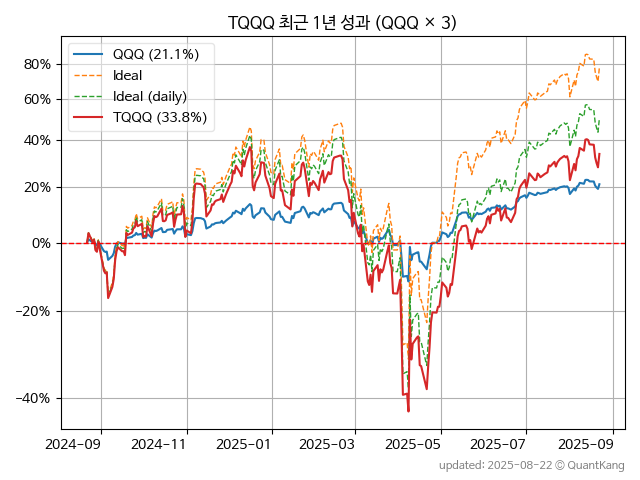 TQQQ 최근 1년 성과 (QQQ × 3)
QQQ (21.1%)
Ideal
Ideal (daily)
TQQQ (33.8%)
80%
60%
40%
20%
0%
−20%
−40%
2024-09 2024-11 2025-01 2025-03 2025-05 2025-07 2025-09
updated: 2025-08-22 © QuantKang